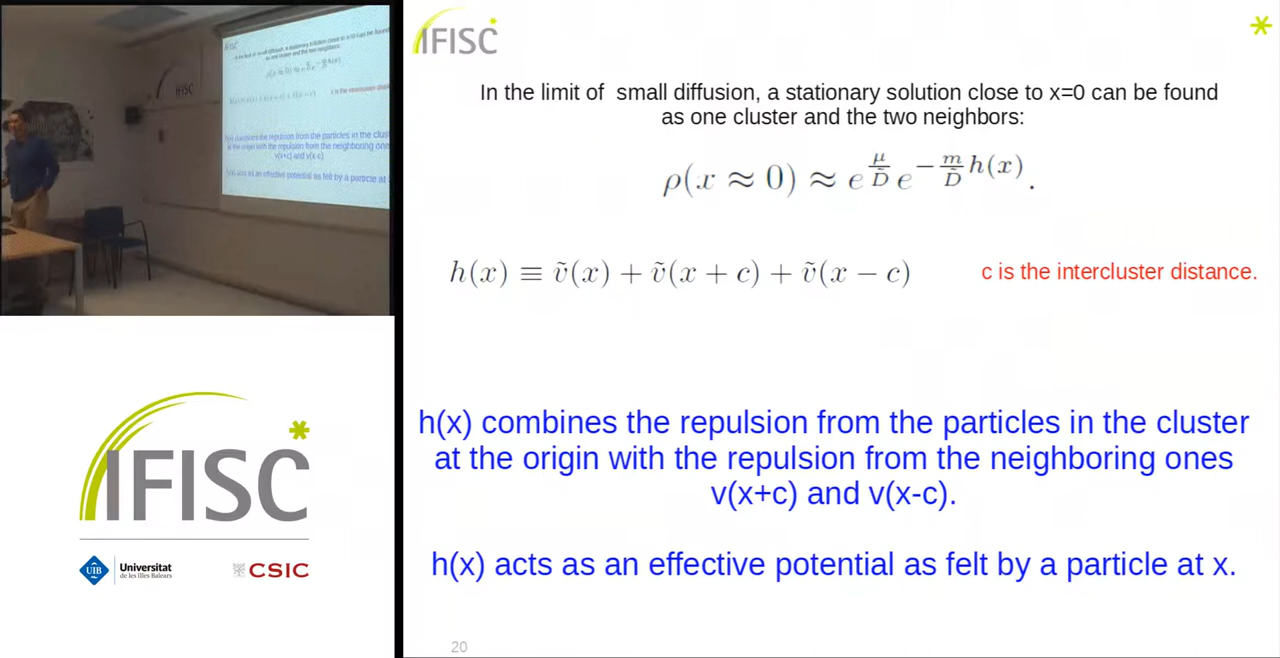 IFISC
In the limit of small diffusion, a stationary solution close to x=0 can be found
as one cluster and the two neighbors:
ρ(x ≈ 0) ≈ e^{μ/D̃} e^{−(m/D̃) h(x)}.
h(x) ≡ ṽ(x) + ṽ(x + c) + ṽ(x − c)
c is the intercluster distance.
h(x) combines the repulsion from the particles in the cluster
at the origin with the repulsion from the neighboring ones
v(x+c) and v(x-c).
h(x) acts as an effective potential as felt by a particle at x.
20
IFISC
UIB
Universitat
de les Illes Balears
CSIC